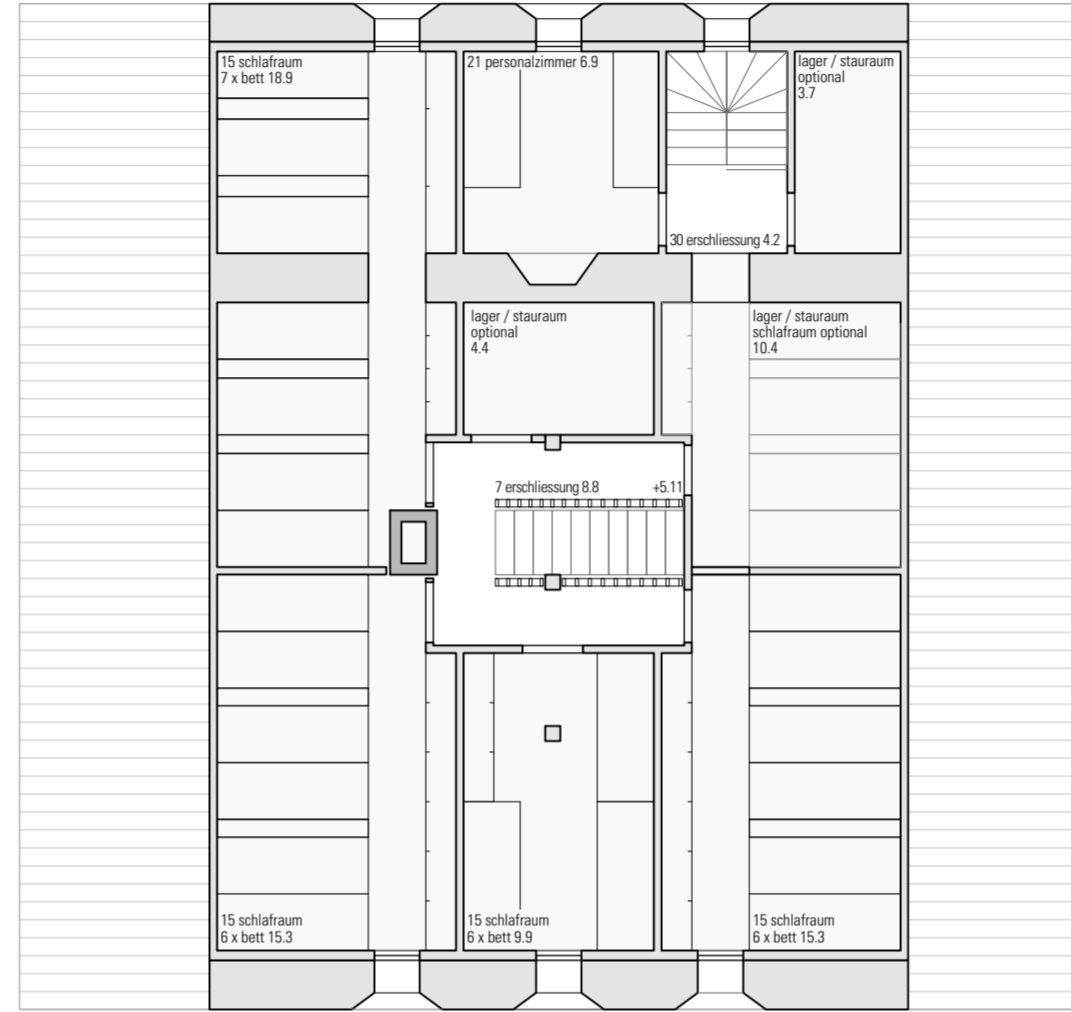 15 schlafraum
7 x bett 18.9
21 personalzimmer 6.9
lager / stauraum
optional
3.7
30 erschliessung 4.2
lager / stauraum
optional
4.4
lager / stauraum
schlafraum optional
10.4
7 erschliessung 8.8
+5.11
15 schlafraum
6 x bett 15.3
15 schlafraum
6 x bett 9.9
15 schlafraum
6 x bett 15.3